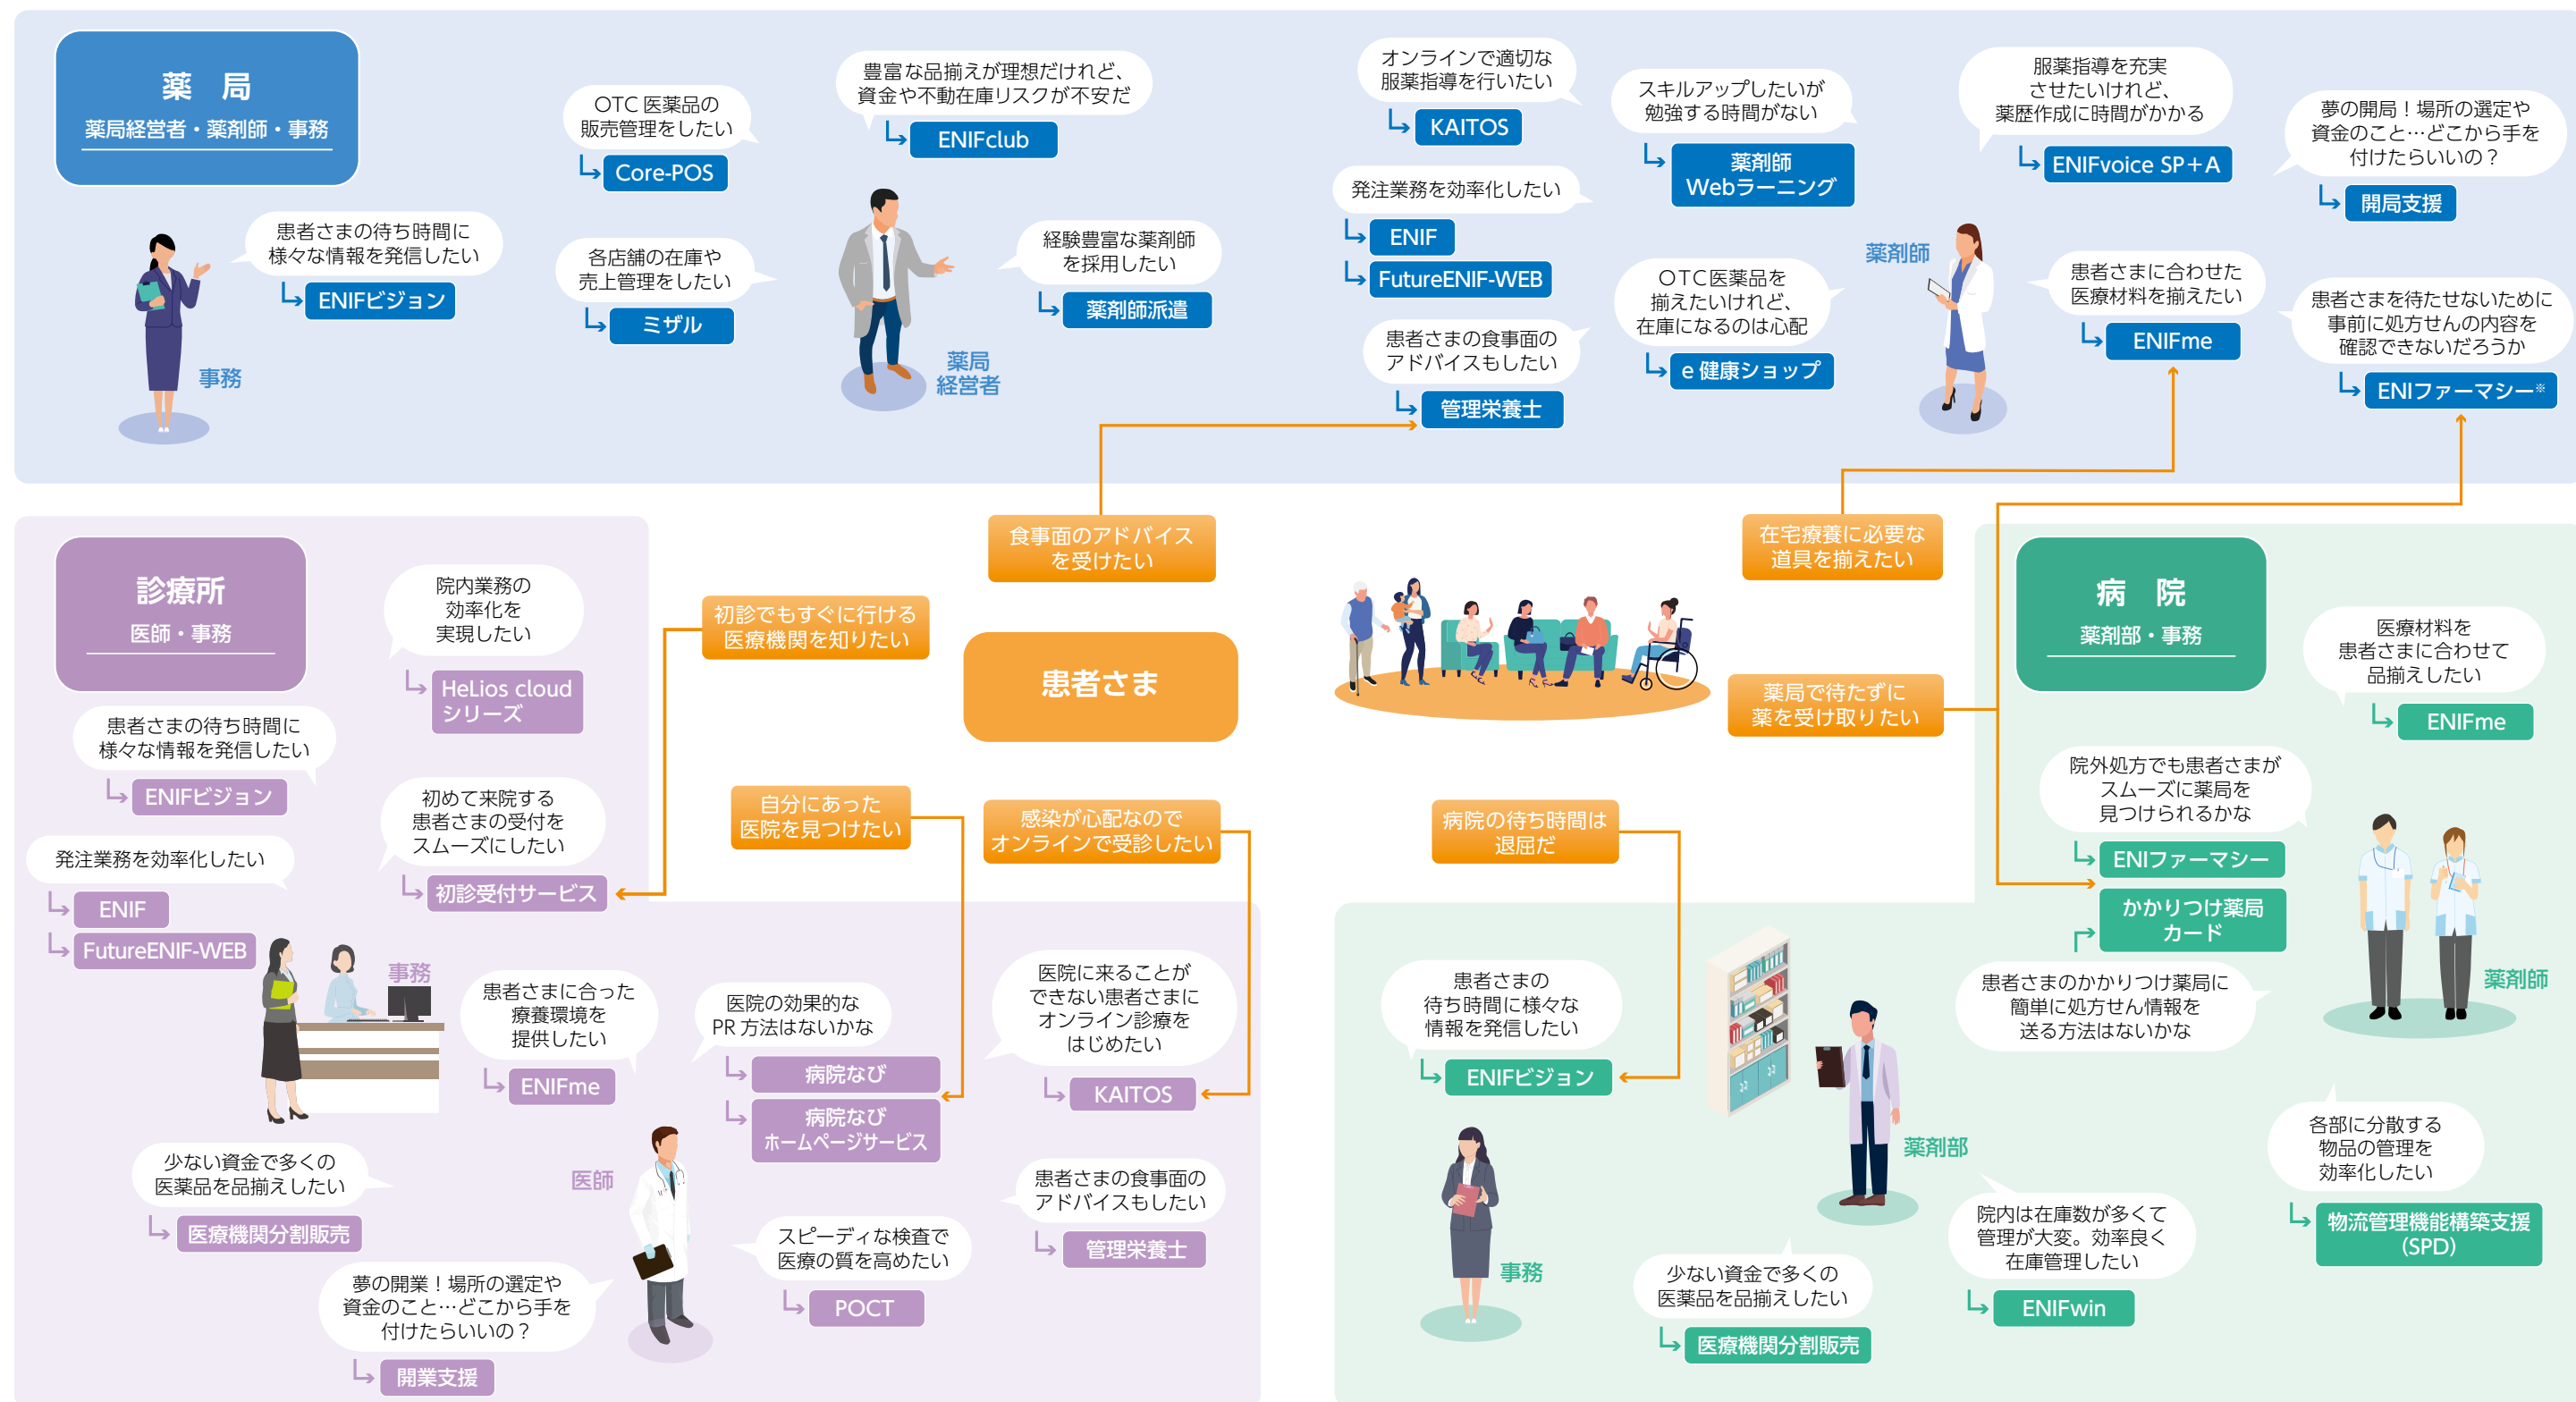 薬 局
薬局経営者・薬剤師・事務
患者さまの待ち時間に
様々な情報を発信したい
ENIFビジョン
事務
OTC 医薬品の
販売管理をしたい
Core-POS
各店舗の在庫や
売上管理をしたい
ミザル
豊富な品揃えが理想だけれど、
資金や不動在庫リスクが不安だ
ENIFclub
経験豊富な薬剤師
を採用したい
薬剤師派遣
薬局
経営者
オンラインで適切な
服薬指導を行いたい
KAITOS
発注業務を効率化したい
ENIF
FutureENIF-WEB
患者さまの食事面の
アドバイスもしたい
管理栄養士
スキルアップしたいが
勉強する時間がない
薬剤師
Webラーニング
OTC医薬品を
揃えたいけれど、
在庫になるのは心配
e 健康ショップ
薬剤師
服薬指導を充実
させたいけれど、
薬歴作成に時間がかかる
ENIFvoice SP+A
患者さまに合わせた
医療材料を揃えたい
ENIFme
夢の開局！場所の選定や
資金のこと…どこから手を
付けたらいいの？
開局支援
患者さまを待たせないために
事前に処方せんの内容を
確認できないだろうか
ENIファーマシー※
食事面のアドバイス
を受けたい
在宅療養に必要な
道具を揃えたい
初診でもすぐに行ける
医療機関を知りたい
患者さま
薬局で待たずに
薬を受け取りたい
自分にあった
医院を見つけたい
感染が心配なので
オンラインで受診したい
病院の待ち時間は
退屈だ
診療所
医師・事務
院内業務の
効率化を
実現したい
HeLios cloud
シリーズ
患者さまの待ち時間に
様々な情報を発信したい
ENIFビジョン
初めて来院する
患者さまの受付を
スムーズにしたい
初診受付サービス
発注業務を効率化したい
ENIF
FutureENIF-WEB
事務
患者さまに合った
療養環境を
提供したい
ENIFme
医院の効果的な
PR 方法はないかな
病院なび
病院なび
ホームページサービス
医院に来ることが
できない患者さまに
オンライン診療を
はじめたい
KAITOS
少ない資金で多くの
医薬品を品揃えしたい
医療機関分割販売
医師
患者さまの食事面の
アドバイスもしたい
管理栄養士
スピーディな検査で
医療の質を高めたい
POCT
夢の開業！場所の選定や
資金のこと…どこから手を
付けたらいいの？
開業支援
病 院
薬剤部・事務
医療材料を
患者さまに合わせて
品揃えしたい
ENIFme
院外処方でも患者さまが
スムーズに薬局を
見つけられるかな
ENIファーマシー
かかりつけ薬局
カード
患者さまのかかりつけ薬局に
簡単に処方せん情報を
送る方法はないかな
薬剤師
患者さまの
待ち時間に様々な
情報を発信したい
ENIFビジョン
薬剤部
事務
各部に分散する
物品の管理を
効率化したい
物流管理機能構築支援
(SPD)
院内は在庫数が多くて
管理が大変。効率良く
在庫管理したい
ENIFwin
少ない資金で多くの
医薬品を品揃えしたい
医療機関分割販売